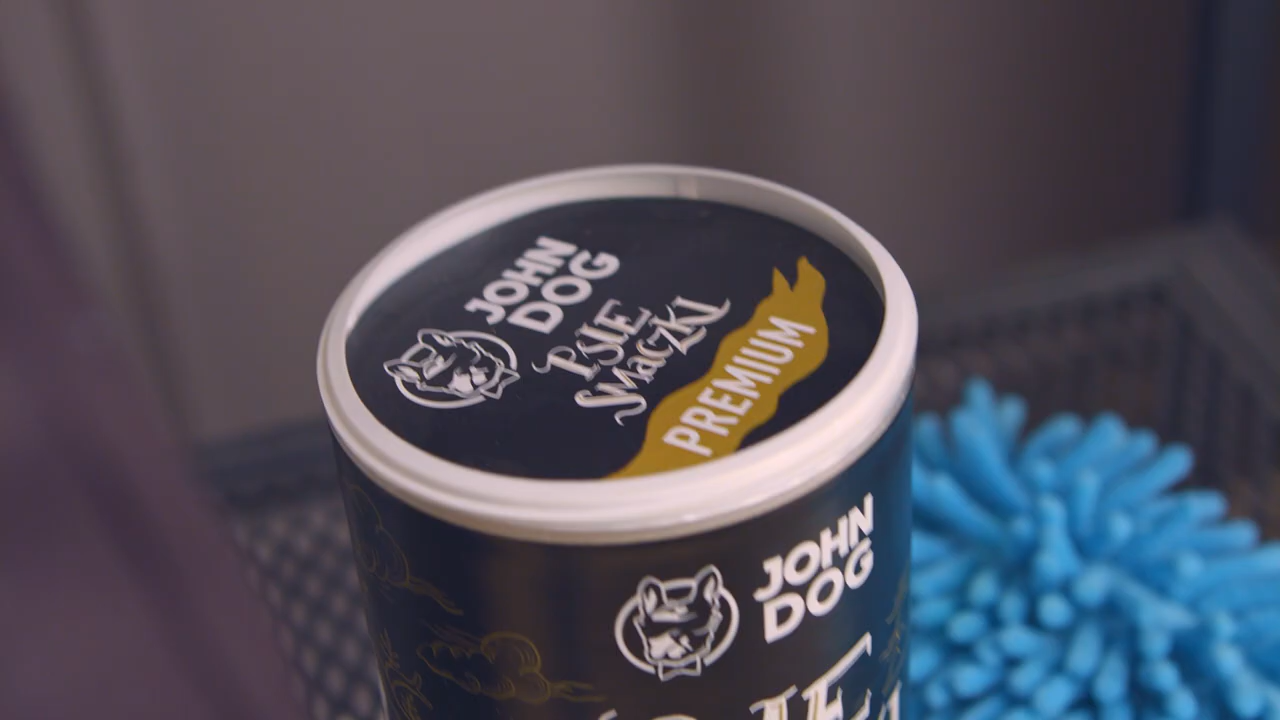 JOHN
DOG
PSIE
SMACZKI
PREMIUM
JOHN
DOG